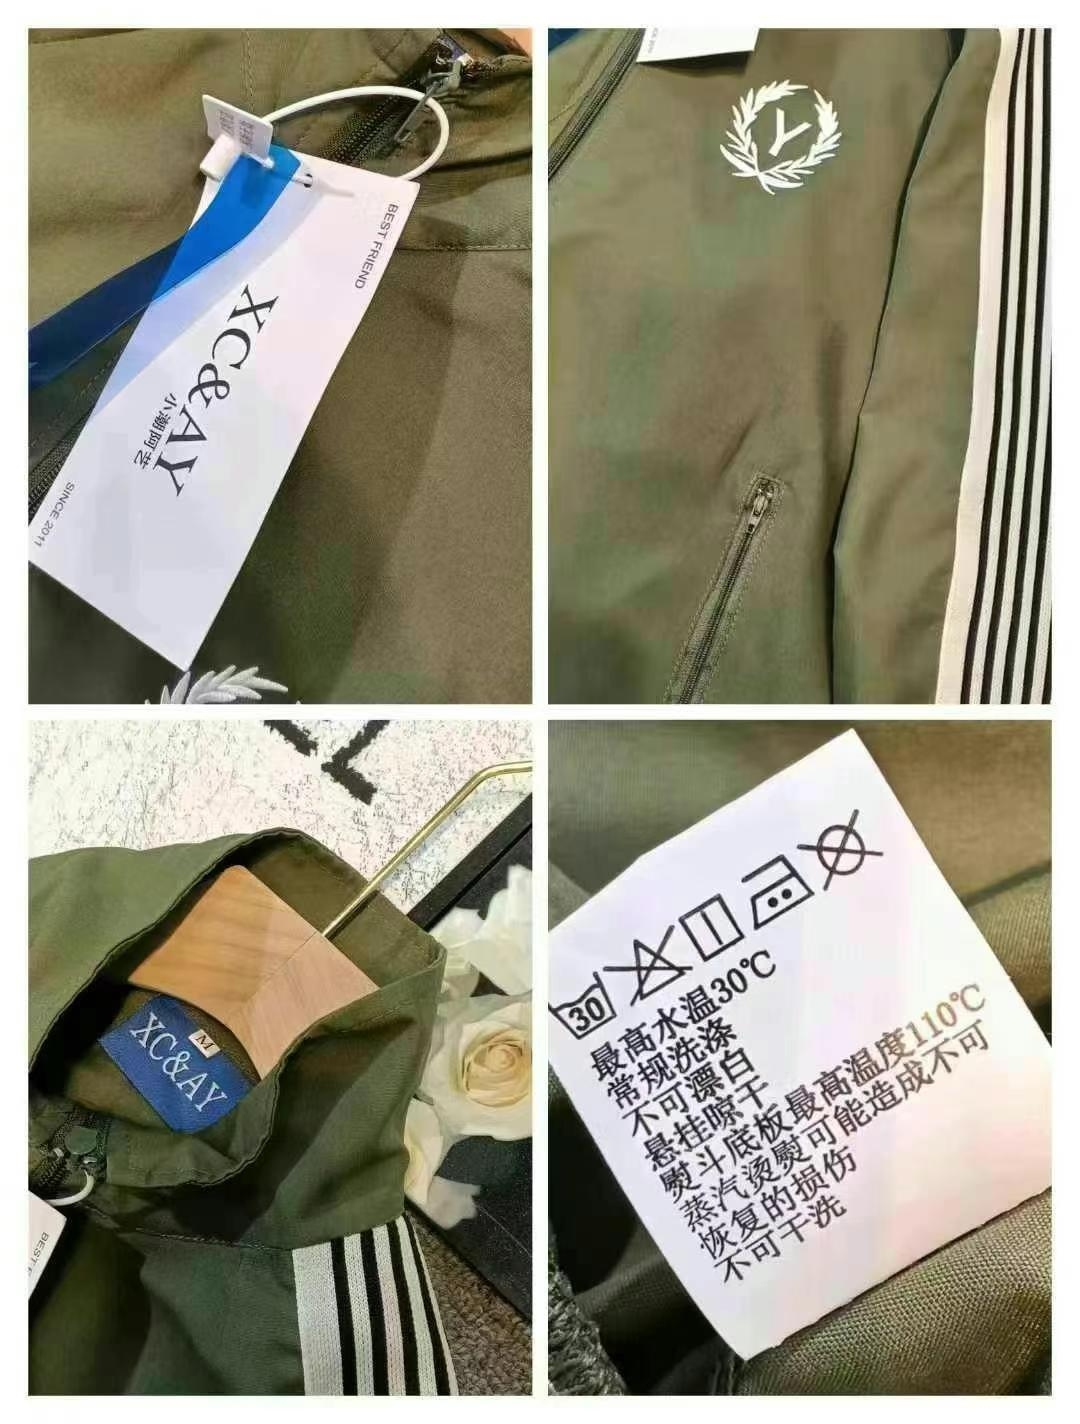 BEST FRIEND
XC&AY
小潮阿艺
SINCE 2011
Y
XC&AY
M
30
最高水温30℃
常规洗涤
不可漂白
悬挂晾干
熨斗底板最高温度110℃
蒸汽烫熨可能造成不可
恢复的损伤
不可干洗